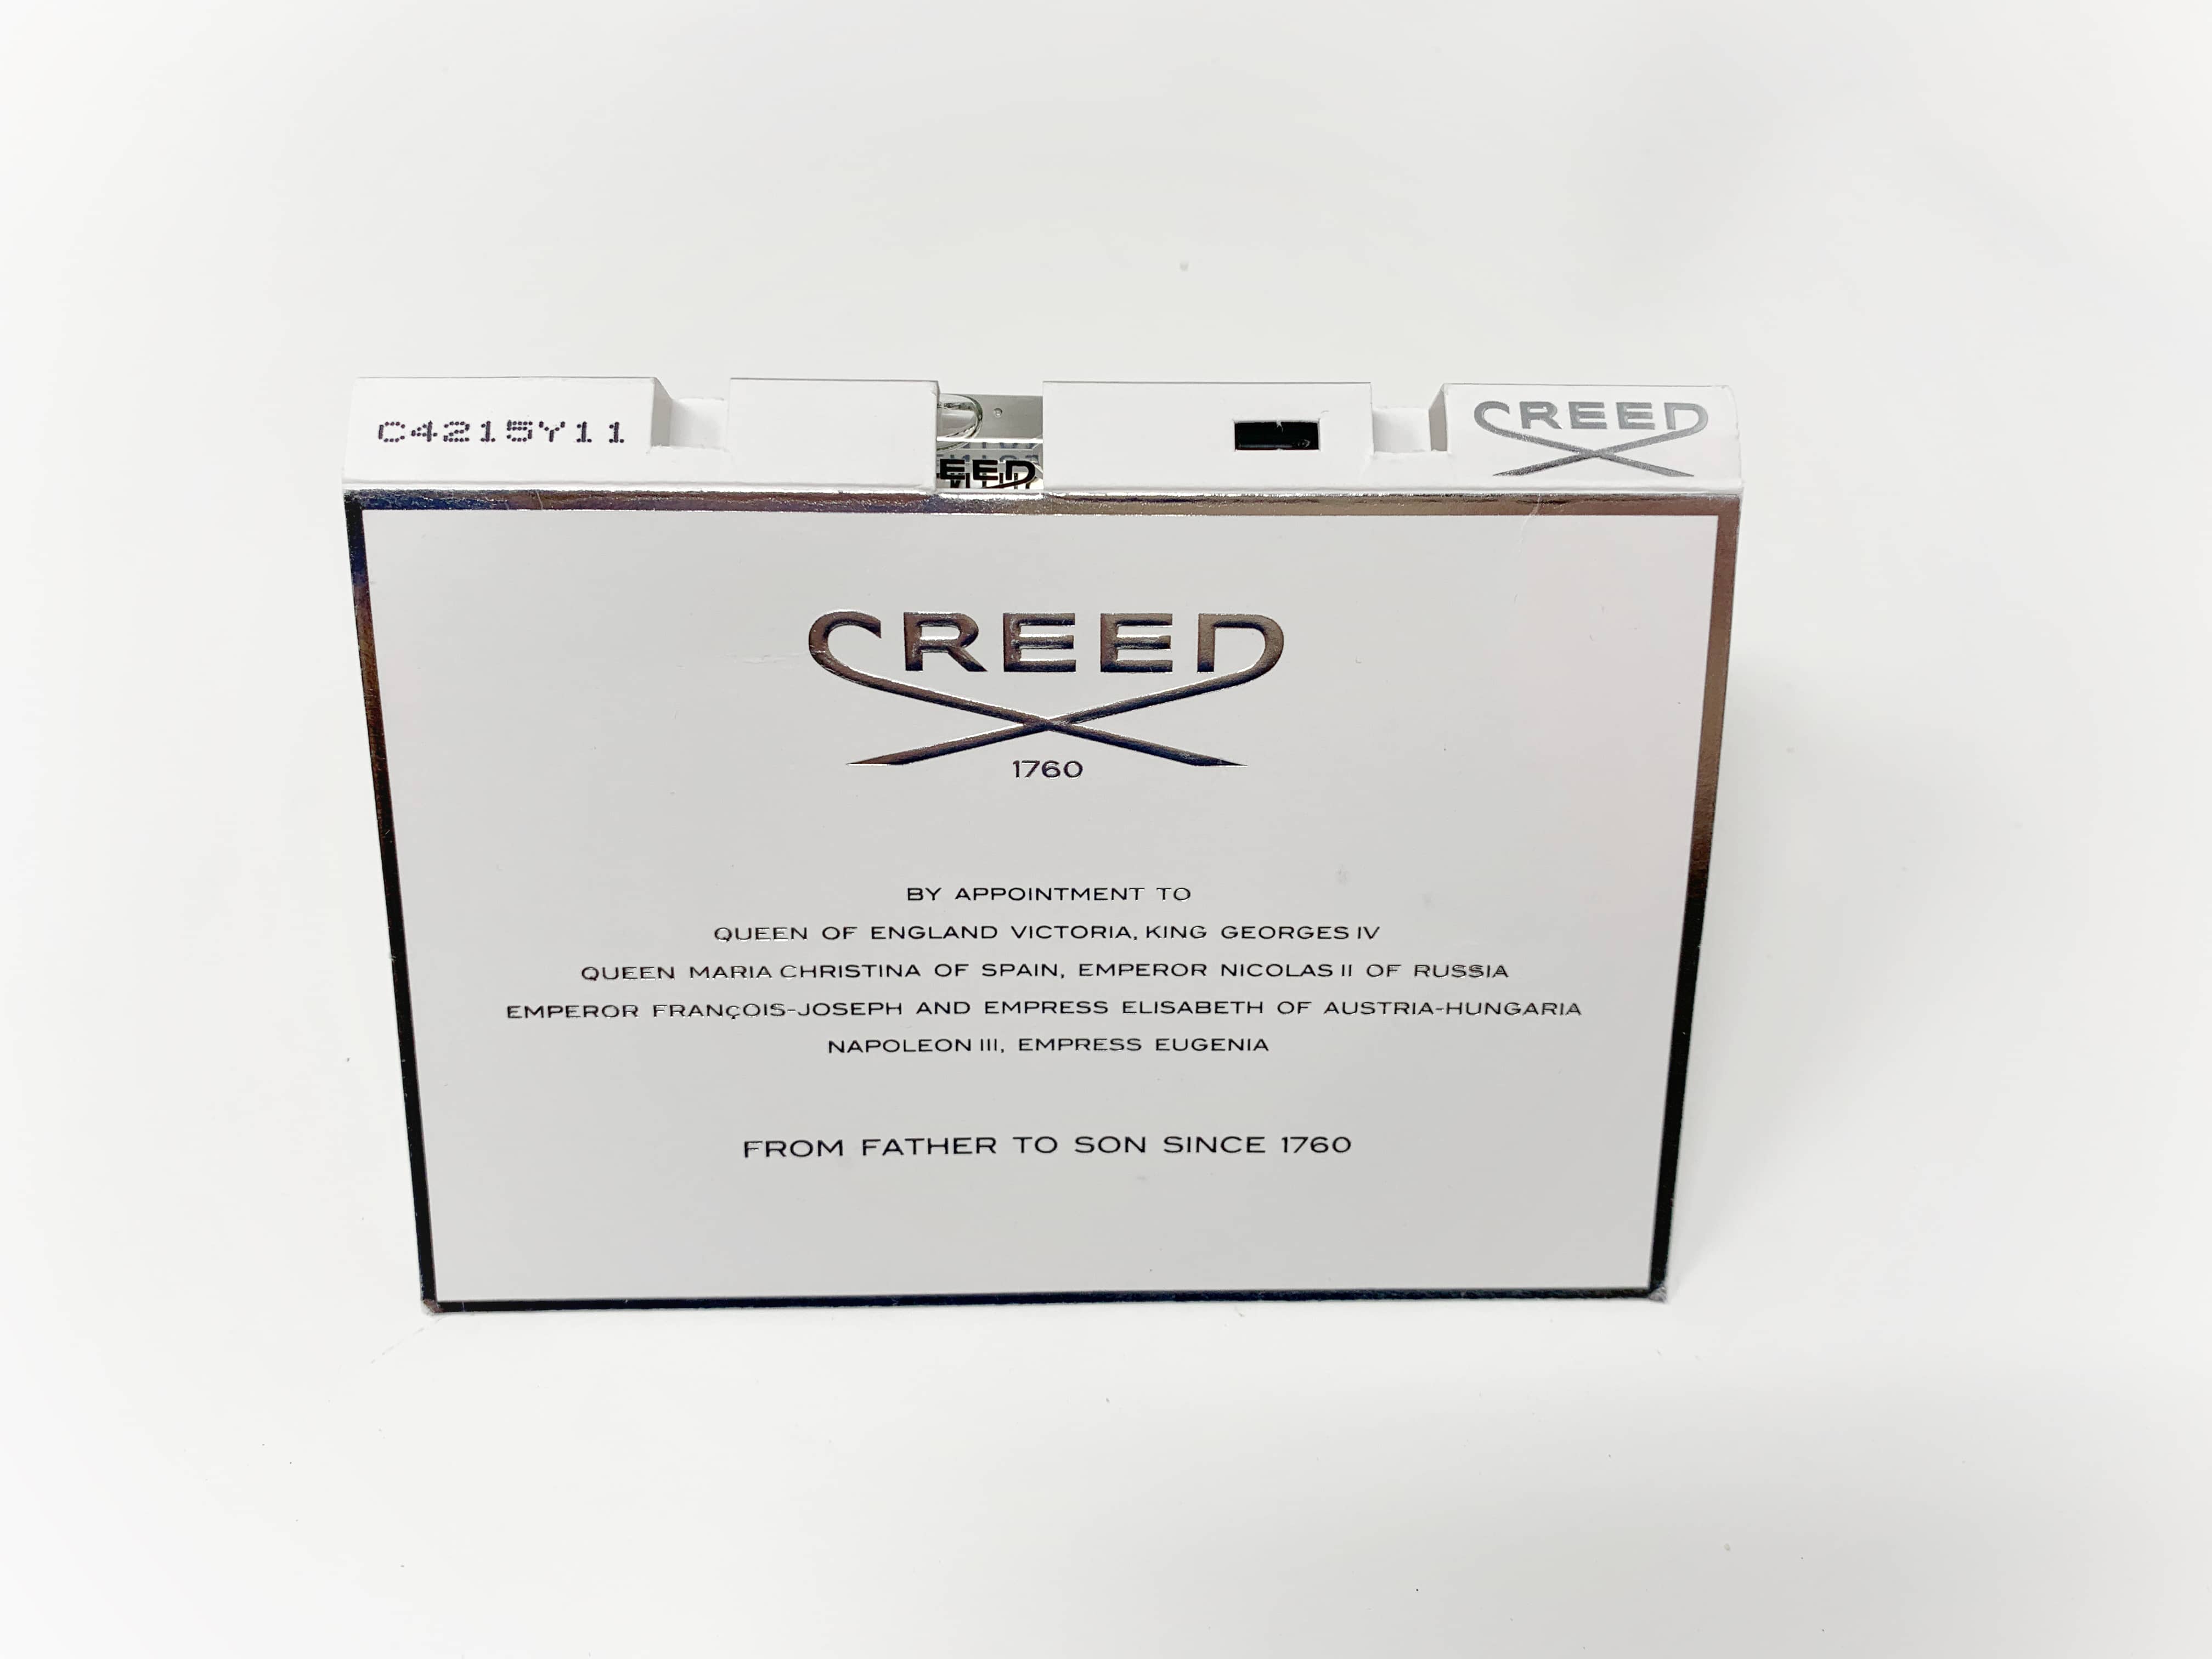 C4215Y11
EED
CREED
CREED
1760
BY APPOINTMENT TO
QUEEN OF ENGLAND VICTORIA, KING GEORGES IV
QUEEN MARIA CHRISTINA OF SPAIN, EMPEROR NICOLAS II OF RUSSIA
EMPEROR FRANÇOIS-JOSEPH AND EMPRESS ELISABETH OF AUSTRIA-HUNGARIA
NAPOLEON III, EMPRESS EUGENIA
FROM FATHER TO SON SINCE 1760